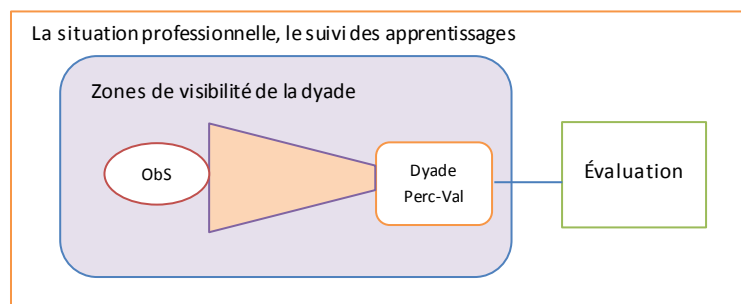 La situation professionnelle, le suivi des apprentissages
Zones de visibilité de la dyade
ObS
Dyade
Perc-Val
Évaluation